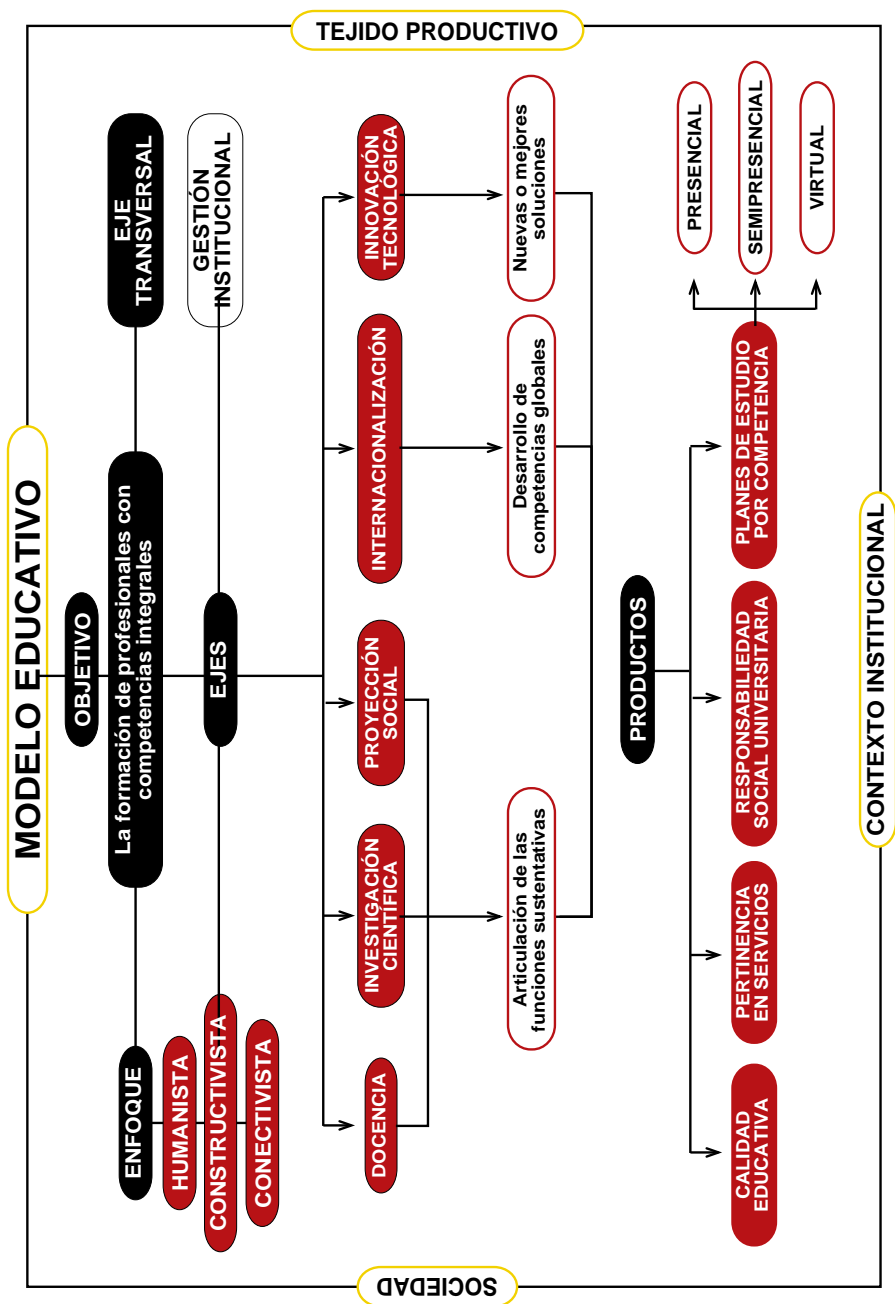 MODELO EDUCATIVO
OBJETIVO
La formación de profesionales con
competencias integrales
ENFOQUE
HUMANISTA
CONSTRUCTIVISTA
CONECTIVISTA
EJES
EJE
TRANSVERSAL
GESTIÓN
INSTITUCIONAL
DOCENCIA
INVESTIGACIÓN
CIENTÍFICA
PROYECCIÓN
SOCIAL
INTERNACIONALIZACIÓN
INNOVACIÓN
TECNOLÓGICA
Articulación de las
funciones sustentativas
Desarrollo de
competencias globales
Nuevas o mejores
soluciones
PRODUCTOS
CALIDAD
EDUCATIVA
PERTINENCIA
EN SERVICIOS
RESPONSABILIEDAD
SOCIAL UNIVERSITARIA
PLANES DE ESTUDIO
POR COMPETENCIA
PRESENCIAL
SEMIPRESENCIAL
VIRTUAL
SOCIEDAD
TEJIDO PRODUCTIVO
CONTEXTO INSTITUCIONAL